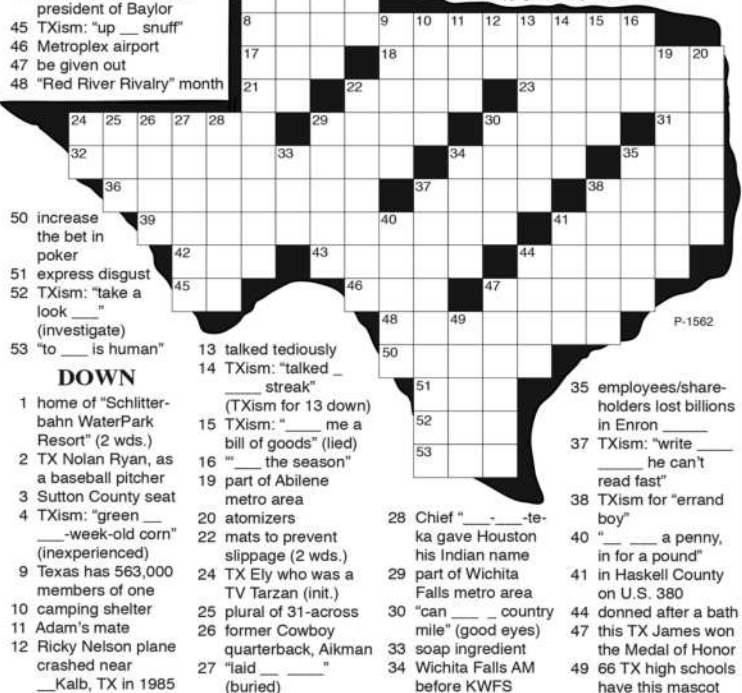 president of Baylor
45 TXism: "up __ snuff"
46 Metroplex airport
47 be given out
48 "Red River Rivalry" month
50 increase
the bet in
poker
51 express disgust
52 TXism: "take a
look ___"
(investigate)
53 "to ___ is human"
DOWN
1 home of "Schlitter-
bahn WaterPark
Resort" (2 wds.)
2 TX Nolan Ryan, as
a baseball pitcher
3 Sutton County seat
4 TXism: "green __
___-week-old corn"
(inexperienced)
9 Texas has 563,000
members of one
10 camping shelter
11 Adam's mate
12 Ricky Nelson plane
crashed near
__Kalb, TX in 1985
13 talked tediously
14 TXism: "talked _
____ streak"
(TXism for 13 down)
15 TXism: "____ me a
bill of goods" (lied)
16 "'___ the season"
19 part of Abilene
metro area
20 atomizers
22 mats to prevent
slippage (2 wds.)
24 TX Ely who was a
TV Tarzan (init.)
25 plural of 31-across
26 former Cowboy
quarterback, Aikman
27 "laid __ ____"
(buried)
28 Chief "___-___-te-
ka gave Houston
his Indian name
29 part of Wichita
Falls metro area
30 "can ___ _ country
mile" (good eyes)
33 soap ingredient
34 Wichita Falls AM
before KWFS
35 employees/share-
holders lost billions
in Enron _____
37 TXism: "write ____
_____ he can't
read fast"
38 TXism for "errand
boy"
40 "__ ___ a penny,
in for a pound"
41 in Haskell County
on U.S. 380
44 donned after a bath
47 this TX James won
the Medal of Honor
49 66 TX high schools
have this mascot
8 9 10 11 12 13 14 15 16
17 18 19 20
21 22 23
24 25 26 27 28 29 30 31
32 33 34 35
36 37 38
39 40 41
42 43 44
45 46 47
48 49
50
51
52
53
P-1562